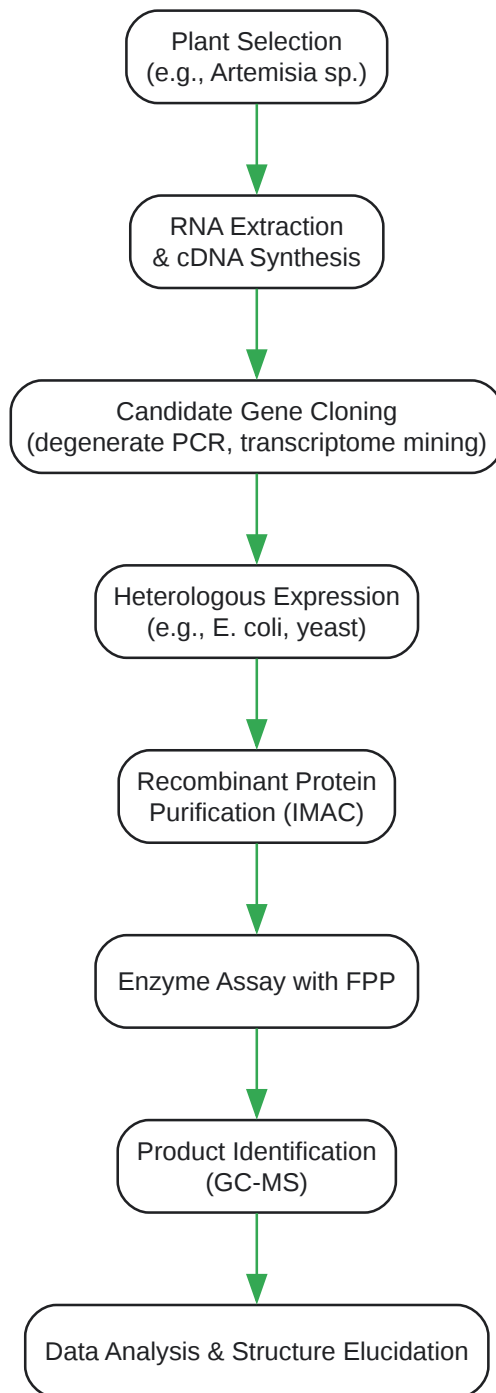 Plant Selection
(e.g., Artemisia sp.)
RNA Extraction
& cDNA Synthesis
Candidate Gene Cloning
(degenerate PCR, transcriptome mining)
Heterologous Expression
(e.g., E. coli, yeast)
Recombinant Protein
Purification (IMAC)
Enzyme Assay with FPP
Product Identification
(GC-MS)
Data Analysis & Structure Elucidation